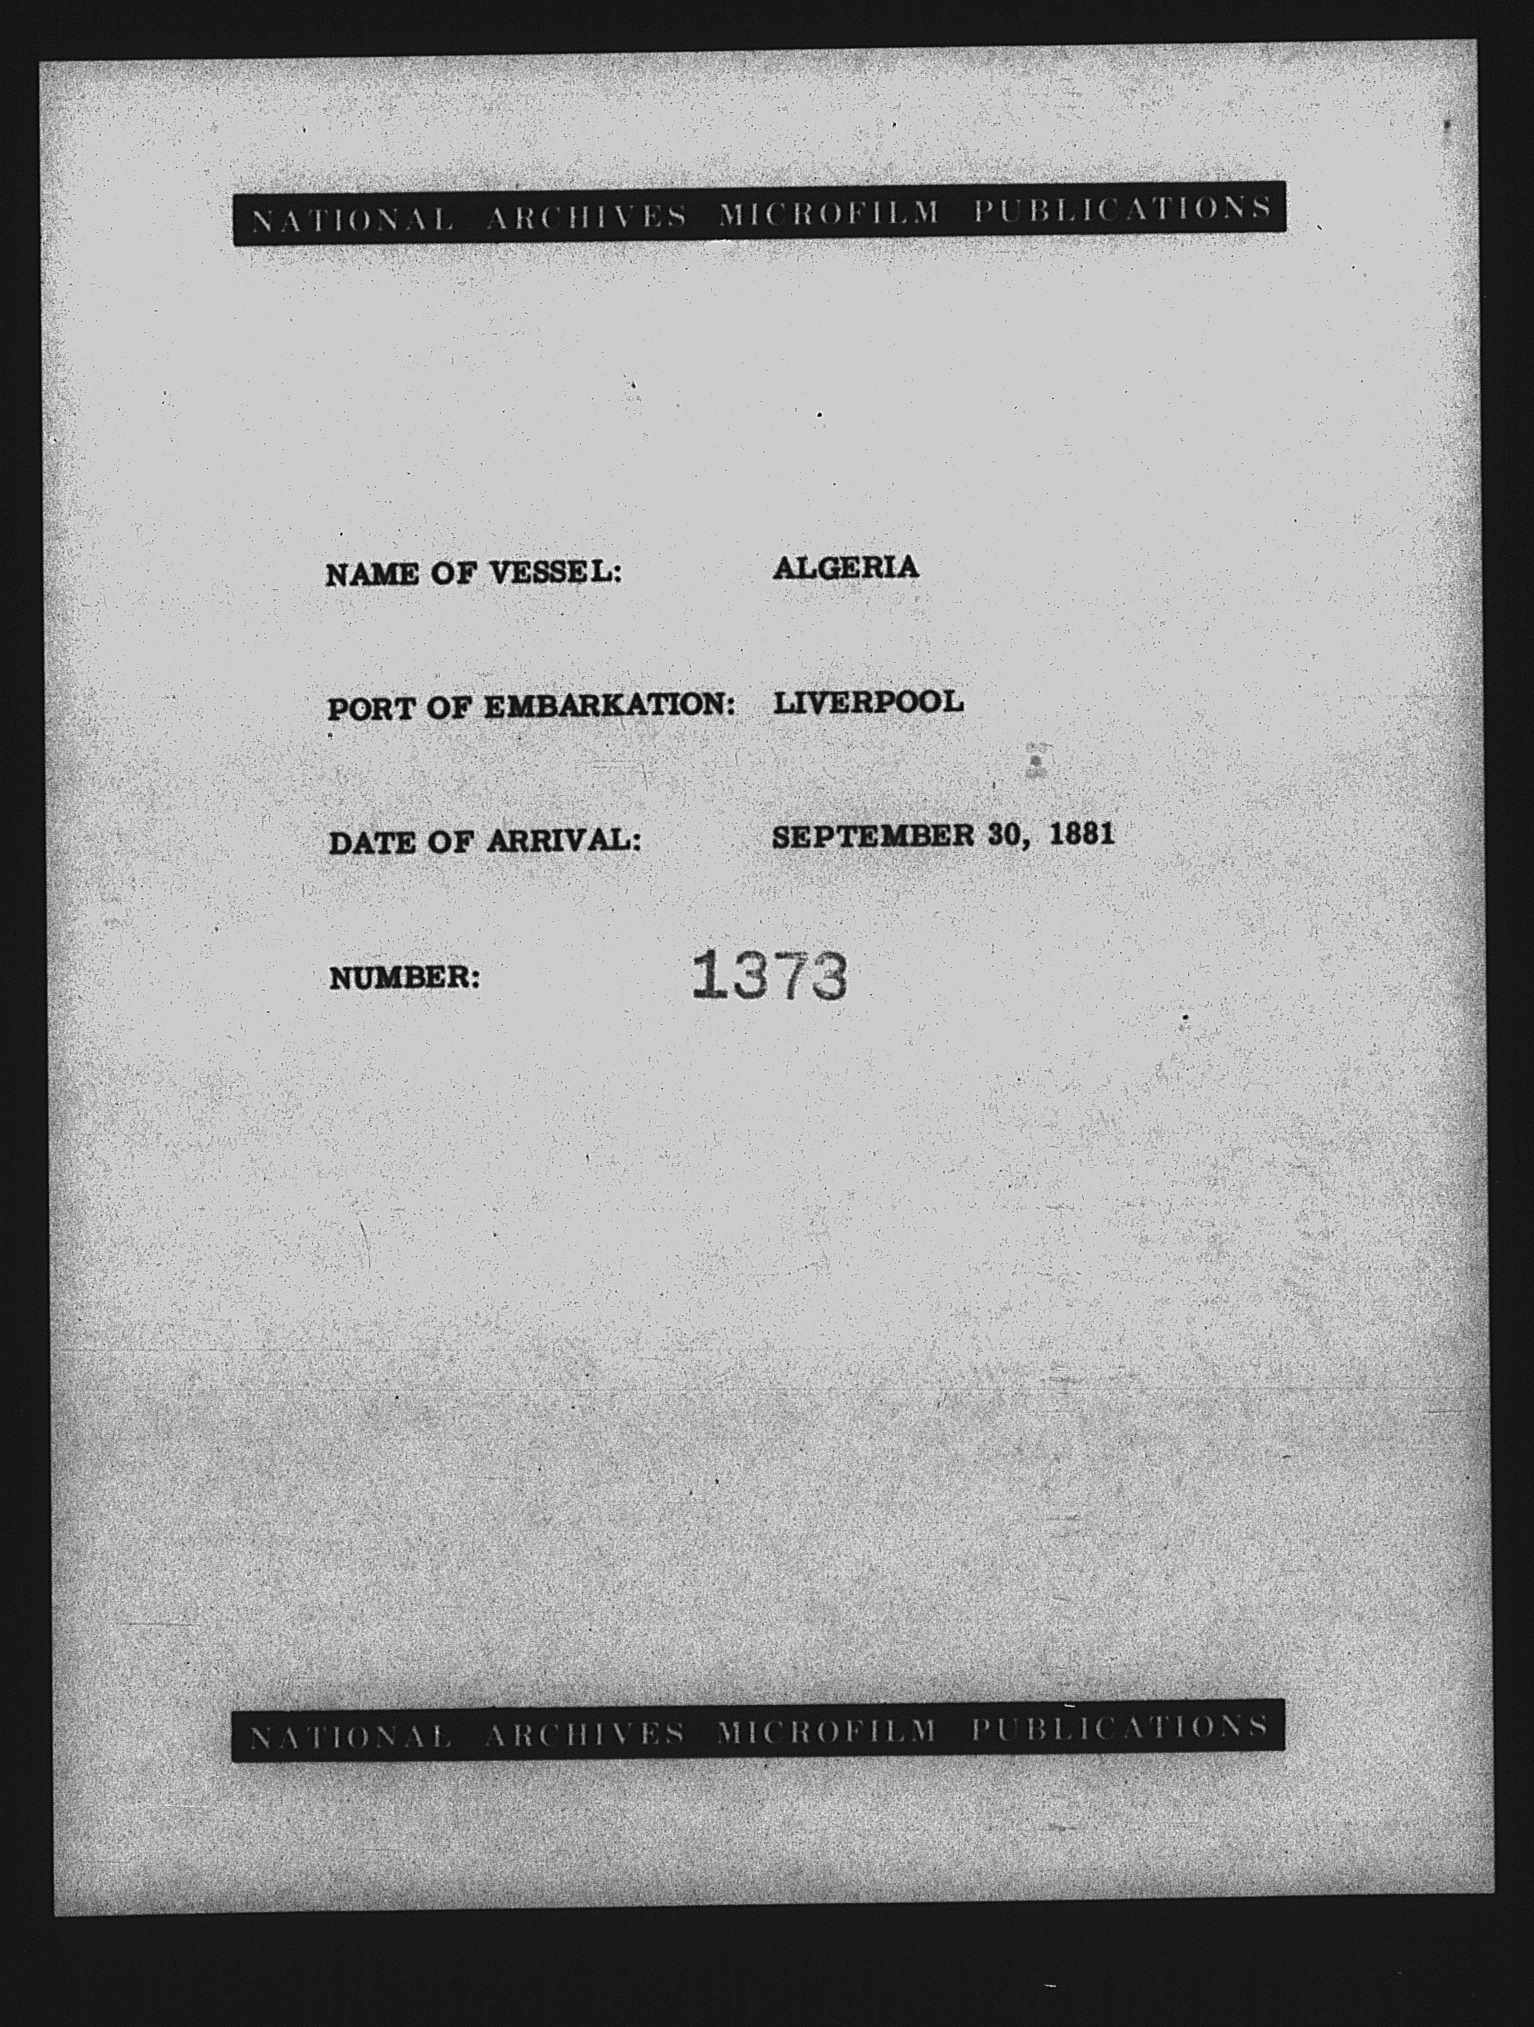 NATIONAL ARCHIVES MICROFILM PUBLICATIONS
NAME OF VESSEL: ALGERIA
PORT OF EMBARKATION: LIVERPOOL
DATE OF ARRIVAL: SEPTEMBER 30, 1881
NUMBER: 1373
NATIONAL ARCHIVES MICROFILM PUBLICATIONS